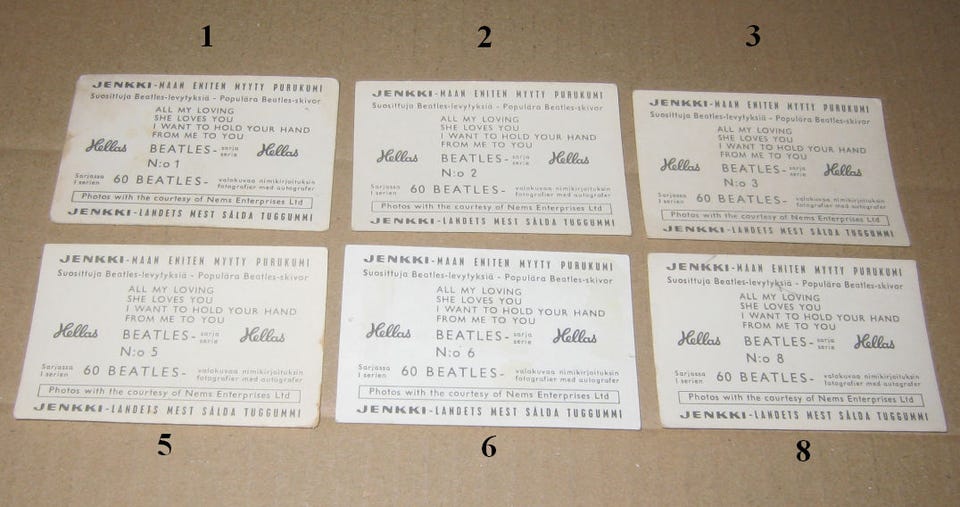 1 2 3
JENKKI-MAAN ENITEN MYYTY PURUKUMI
Suosittuja Beatles-levytyksiä - Populära Beatles-skivor
ALL MY LOVING
SHE LOVES YOU
I WANT TO HOLD YOUR HAND
FROM ME TO YOU
Hellas BEATLES- sarja Hellas
serie
N:o 1
Sarjassa 60 BEATLES- valokuvaa nimikirjoituksin
I serien fotografier med autografer
Photos with the courtesy of Nems Enterprises Ltd
JENKKI-LANDETS MEST SÅLDA TUGGUMMI
JENKKI-MAAN ENITEN MYYTY PURUKUMI
Suosittuja Beatles-levytyksiä - Populära Beatles-skivor
ALL MY LOVING
SHE LOVES YOU
I WANT TO HOLD YOUR HAND
FROM ME TO YOU
Hellas BEATLES- sarja Hellas
serie
N:o 2
Sarjassa 60 BEATLES- valokuvaa nimikirjoituksin
I serien fotografier med autografer
Photos with the courtesy of Nems Enterprises Ltd
JENKKI-LANDETS MEST SÅLDA TUGGUMMI
JENKKI-MAAN ENITEN MYYTY PURUKUMI
Suosittuja Beatles-levytyksiä - Populära Beatles-skivor
ALL MY LOVING
SHE LOVES YOU
I WANT TO HOLD YOUR HAND
FROM ME TO YOU
Hellas BEATLES- sarja Hellas
serie
N:o 3
Sarjassa 60 BEATLES- valokuvaa nimikirjoituksin
I serien fotografier med autografer
Photos with the courtesy of Nems Enterprises Ltd
JENKKI-LANDETS MEST SÅLDA TUGGUMMI
JENKKI-MAAN ENITEN MYYTY PURUKUMI
Suosittuja Beatles-levytyksiä - Populära Beatles-skivor
ALL MY LOVING
SHE LOVES YOU
I WANT TO HOLD YOUR HAND
FROM ME TO YOU
Hellas BEATLES- sarja Hellas
serie
N:o 5
Sarjassa 60 BEATLES- valokuvaa nimikirjoituksin
I serien fotografier med autografer
Photos with the courtesy of Nems Enterprises Ltd
JENKKI-LANDETS MEST SÅLDA TUGGUMMI
JENKKI-MAAN ENITEN MYYTY PURUKUMI
Suosittuja Beatles-levytyksiä - Populära Beatles-skivor
ALL MY LOVING
SHE LOVES YOU
I WANT TO HOLD YOUR HAND
FROM ME TO YOU
Hellas BEATLES- sarja Hellas
serie
N:o 6
Sarjassa 60 BEATLES- valokuvaa nimikirjoituksin
I serien fotografier med autografer
Photos with the courtesy of Nems Enterprises Ltd
JENKKI-LANDETS MEST SÅLDA TUGGUMMI
JENKKI-MAAN ENITEN MYYTY PURUKUMI
Suosittuja Beatles-levytyksiä - Populära Beatles-skivor
ALL MY LOVING
SHE LOVES YOU
I WANT TO HOLD YOUR HAND
FROM ME TO YOU
Hellas BEATLES- sarja Hellas
serie
N:o 8
Sarjassa 60 BEATLES- valokuvaa nimikirjoituksin
I serien fotografier med autografer
Photos with the courtesy of Nems Enterprises Ltd
JENKKI-LANDETS MEST SÅLDA TUGGUMMI
5 6 8